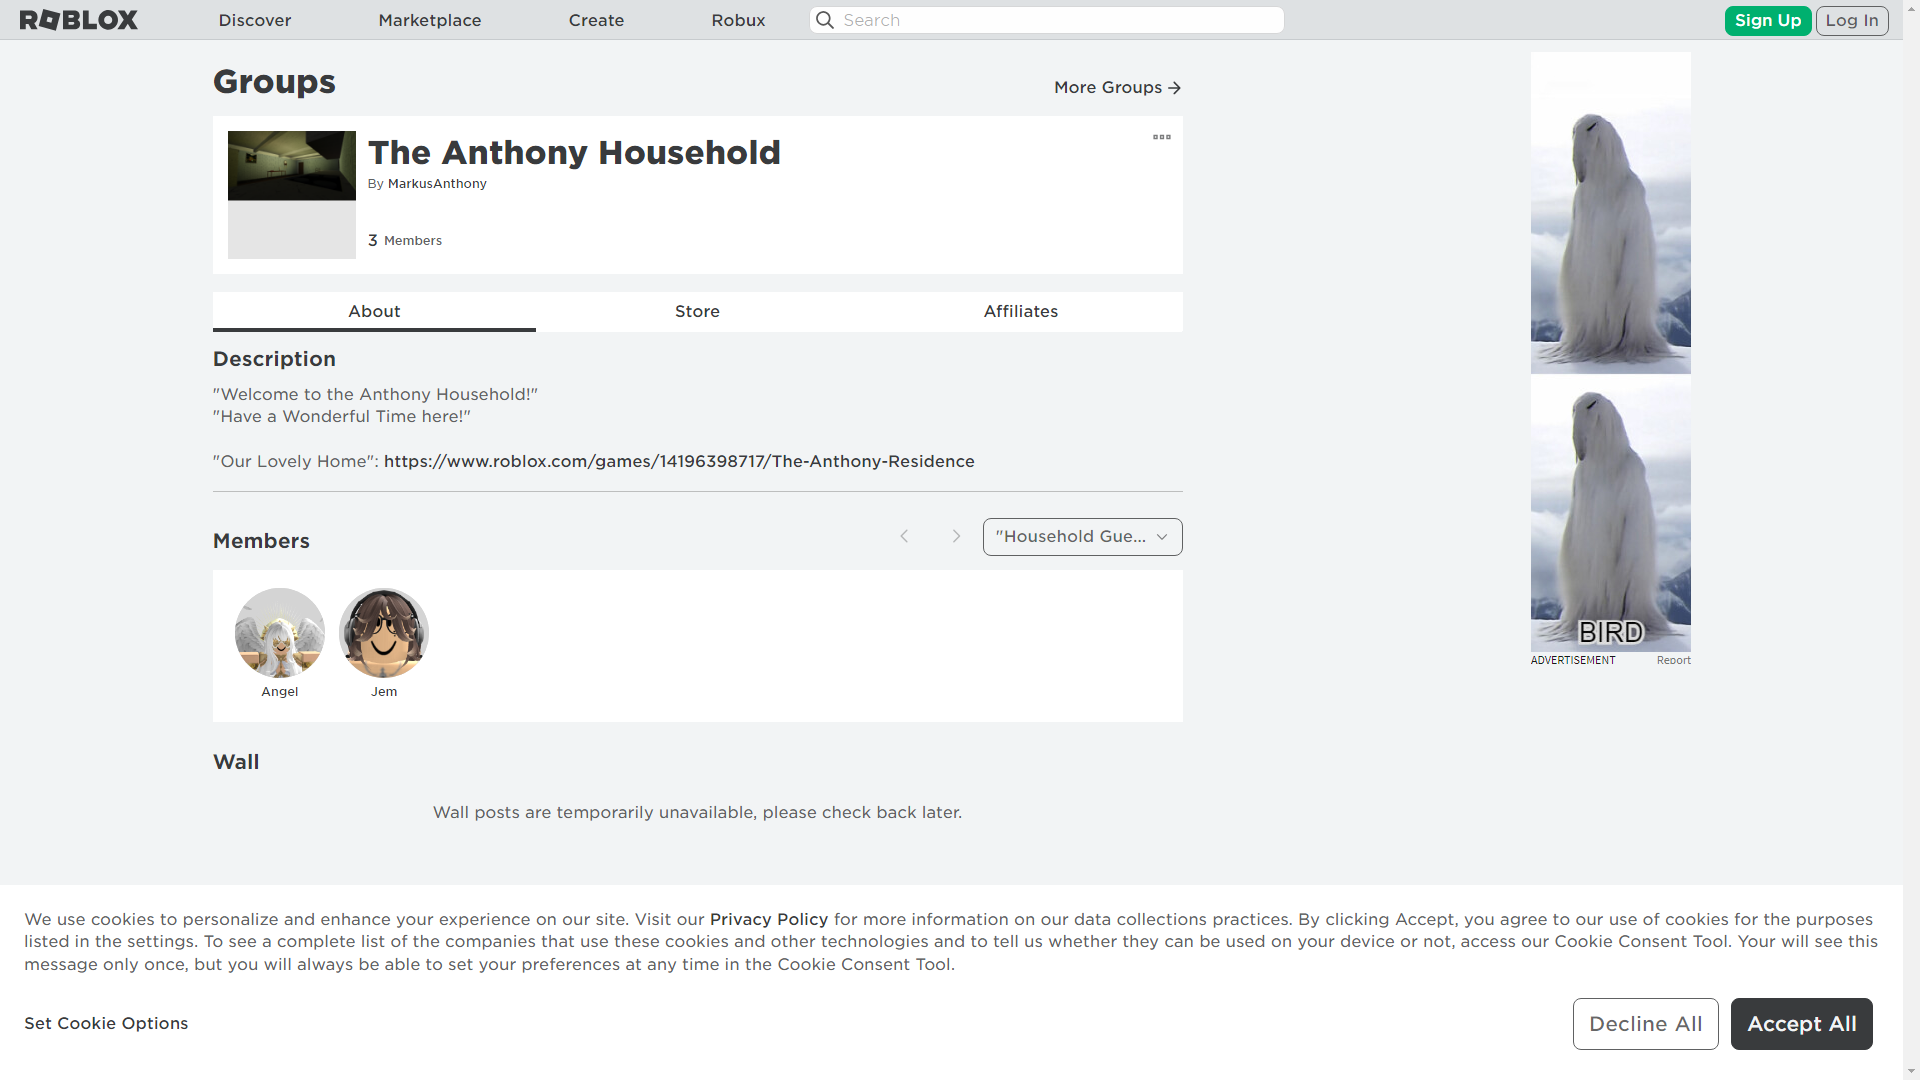 ROBLOX
Discover
Marketplace
Create
Robux
Search
Sign Up
Log In
Groups
More Groups
The Anthony Household
By MarkusAnthony
3 Members
About
Store
Affiliates
Description
"Welcome to the Anthony Household!"
"Have a Wonderful Time here!"
"Our Lovely Home": https://www.roblox.com/games/14196398717/The-Anthony-Residence
Members
"Household Gue...
Angel
Jem
Wall
Wall posts are temporarily unavailable, please check back later.
BIRD
ADVERTISEMENT
Report
We use cookies to personalize and enhance your experience on our site. Visit our Privacy Policy for more information on our data collections practices. By clicking Accept, you agree to our use of cookies for the purposes
listed in the settings. To see a complete list of the companies that use these cookies and other technologies and to tell us whether they can be used on your device or not, access our Cookie Consent Tool. Your will see this
message only once, but you will always be able to set your preferences at any time in the Cookie Consent Tool.
Set Cookie Options
Decline All
Accept All